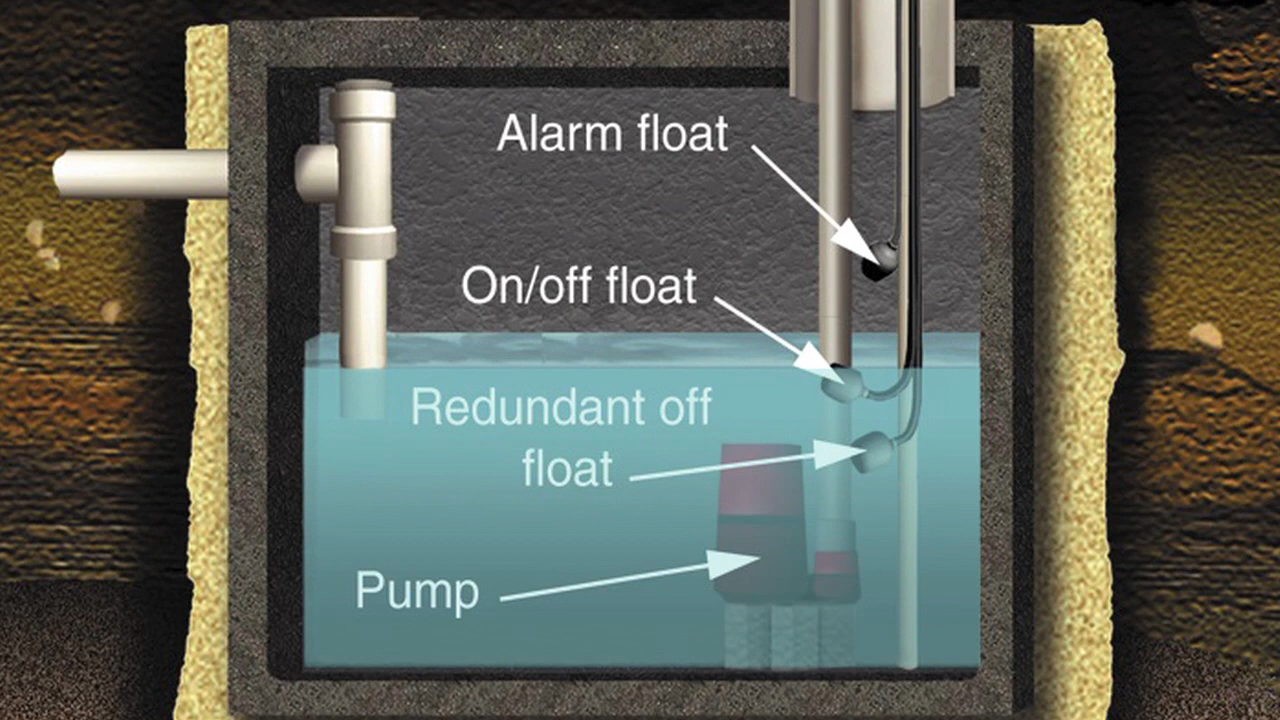 Alarm float
On/off float
Redundant off
float
Pump